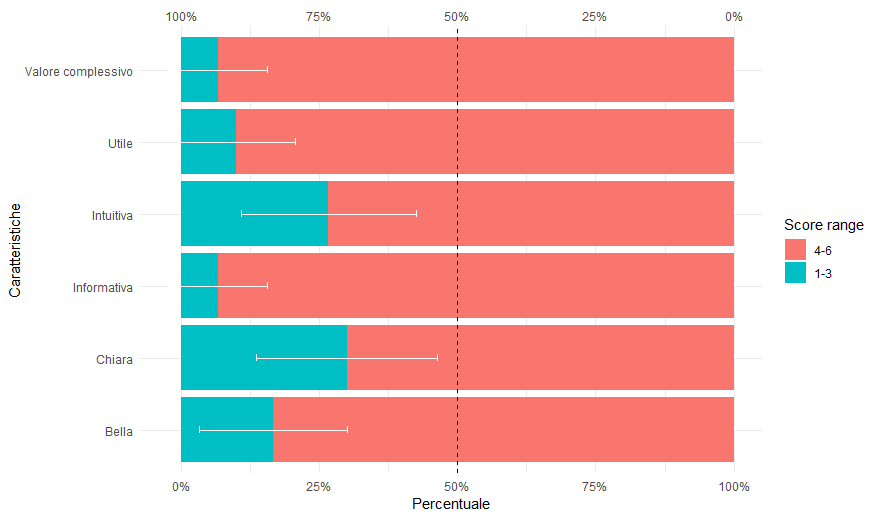 100% 75% 50% 25% 0%
Valore complessivo
Utile
Intuitiva
Informativa
Chiara
Bella
Caratteristiche
0% 25% 50% 75% 100%
Percentuale
Score range
4-6
1-3